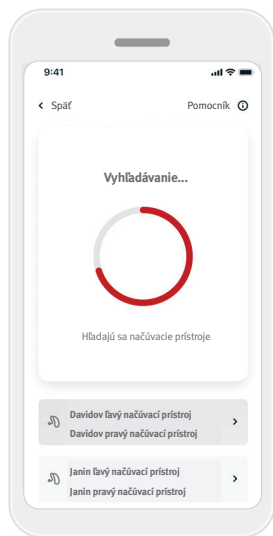 9:41
Späť Pomocník
Vyhľadávanie...
Hľadajú sa načúvacie prístroje
Davidov ľavý načúvací prístroj
Davidov pravý načúvací prístroj
Janin ľavý načúvací prístroj
Janin pravý načúvací prístroj